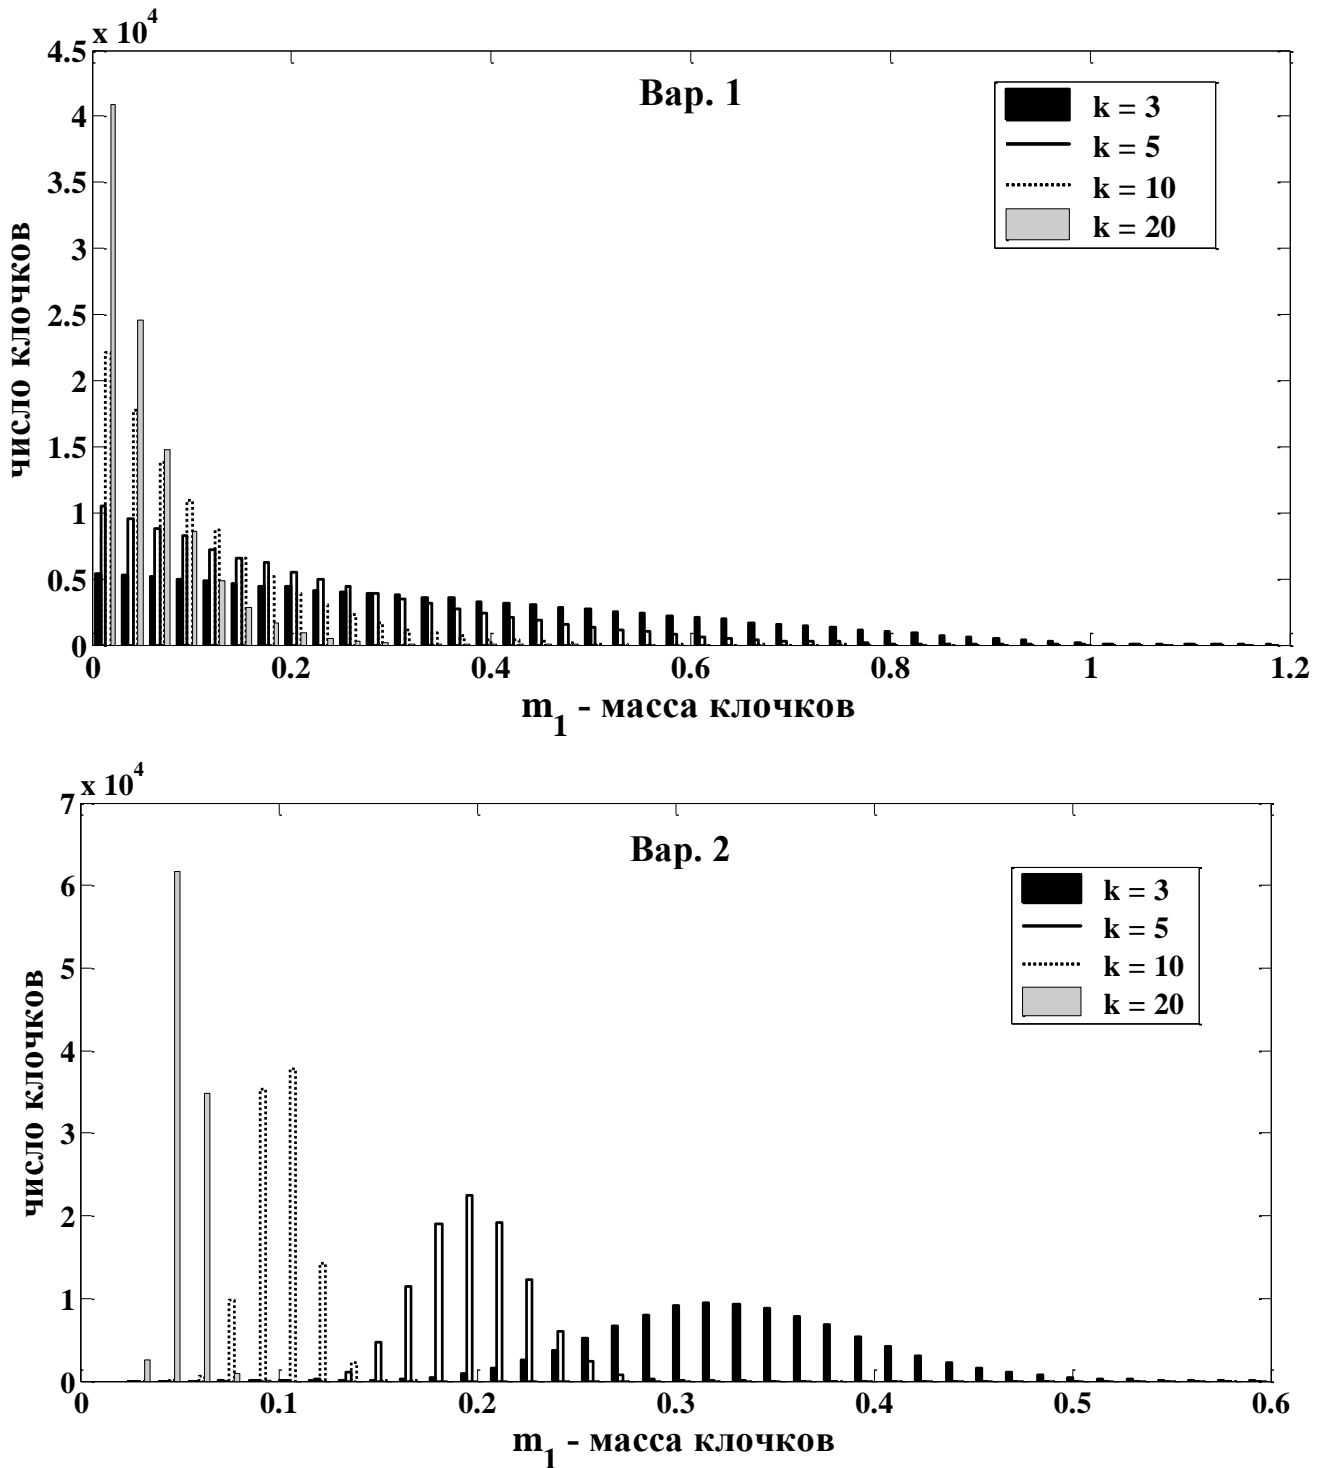 x 10^4
4.5
4
3.5
3
2.5
2
1.5
1
0.5
0
число клочков
Вар. 1
k = 3
k = 5
k = 10
k = 20
0 0.2 0.4 0.6 0.8 1 1.2
m_1 - масса клочков
x 10^4
7
6
5
4
3
2
1
0
число клочков
Вар. 2
k = 3
k = 5
k = 10
k = 20
0 0.1 0.2 0.3 0.4 0.5 0.6
m_1 - масса клочков